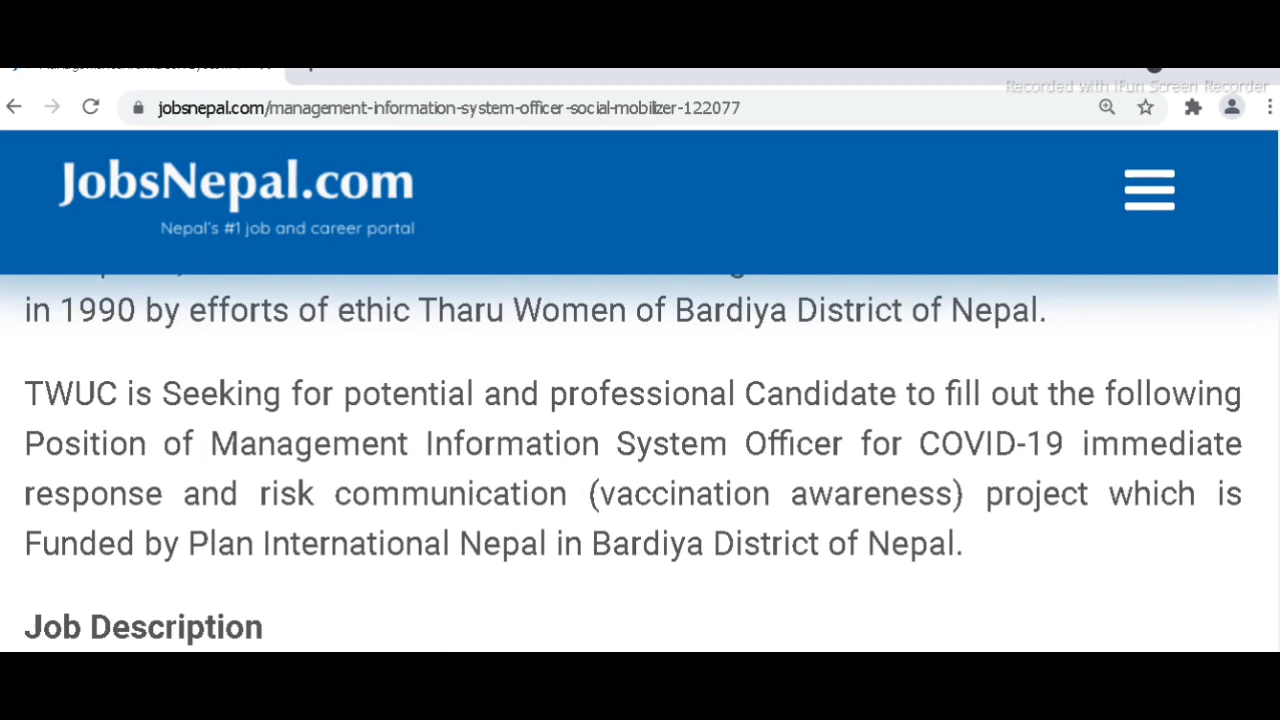 Recorded with iFun Screen Recorder
jobsnepal.com/management-information-system-officer-social-mobilizer-122077
JobsNepal.com
Nepal's #1 job and career portal
in 1990 by efforts of ethic Tharu Women of Bardiya District of Nepal.
TWUC is Seeking for potential and professional Candidate to fill out the following
Position of Management Information System Officer for COVID-19 immediate
response and risk communication (vaccination awareness) project which is
Funded by Plan International Nepal in Bardiya District of Nepal.
Job Description